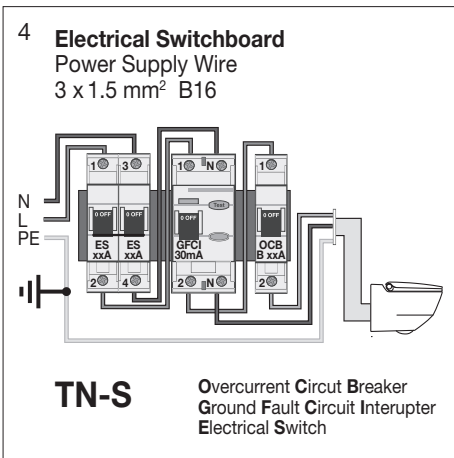 4 Electrical Switchboard
Power Supply Wire
3 x 1.5 mm² B16
1 3 1 N 1
N
L
PE
0 OFF 0 OFF 0 OFF Test 0 OFF
ES ES GFCI OCB
xxA xxA 30mA B xxA
2 4 2 N 2
TN-S
Overcurrent Circut Breaker
Ground Fault Circuit Interupter
Electrical Switch